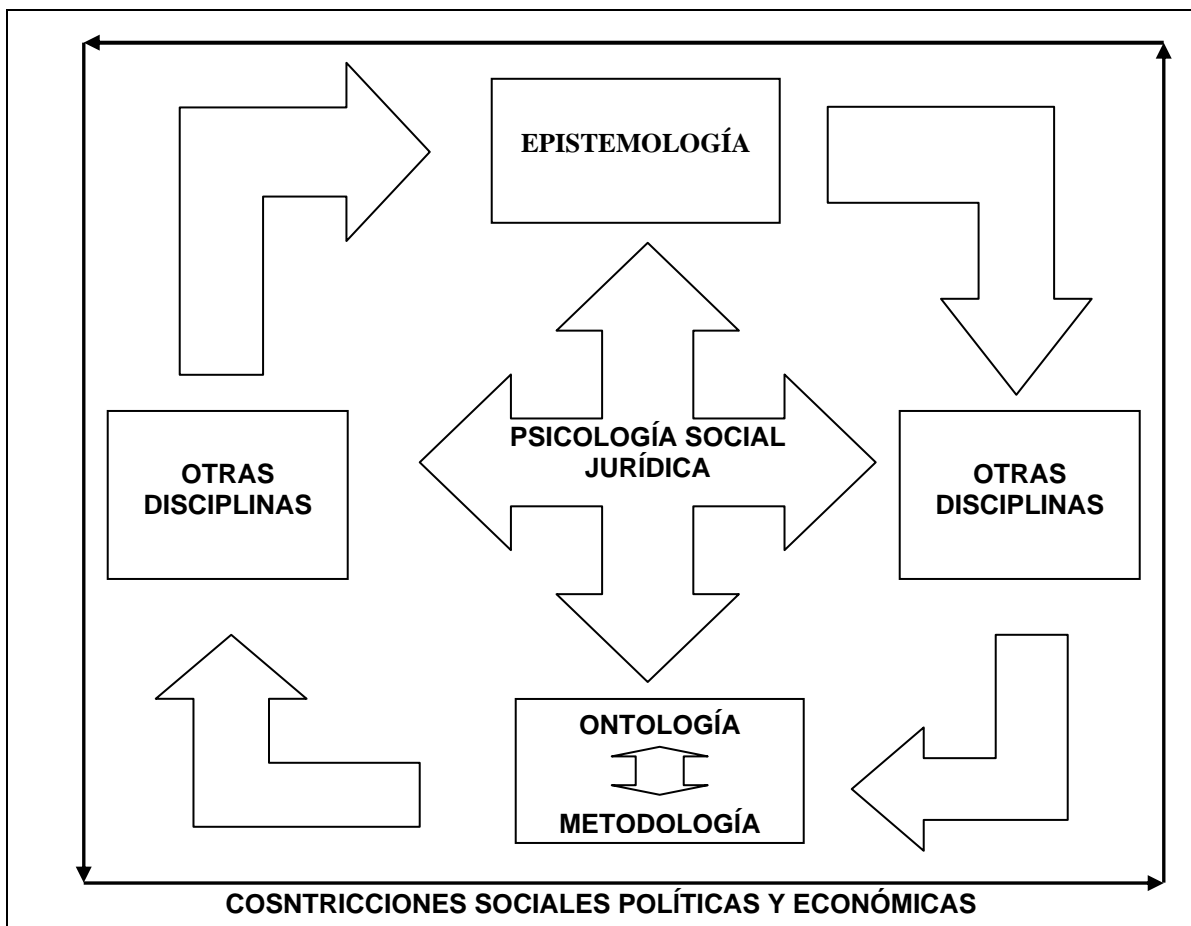 EPISTEMOLOGÍA
PSICOLOGÍA SOCIAL
JURÍDICA
OTRAS
DISCIPLINAS
OTRAS
DISCIPLINAS
ONTOLOGÍA
METODOLOGÍA
COSNTRICCIONES SOCIALES POLÍTICAS Y ECONÓMICAS